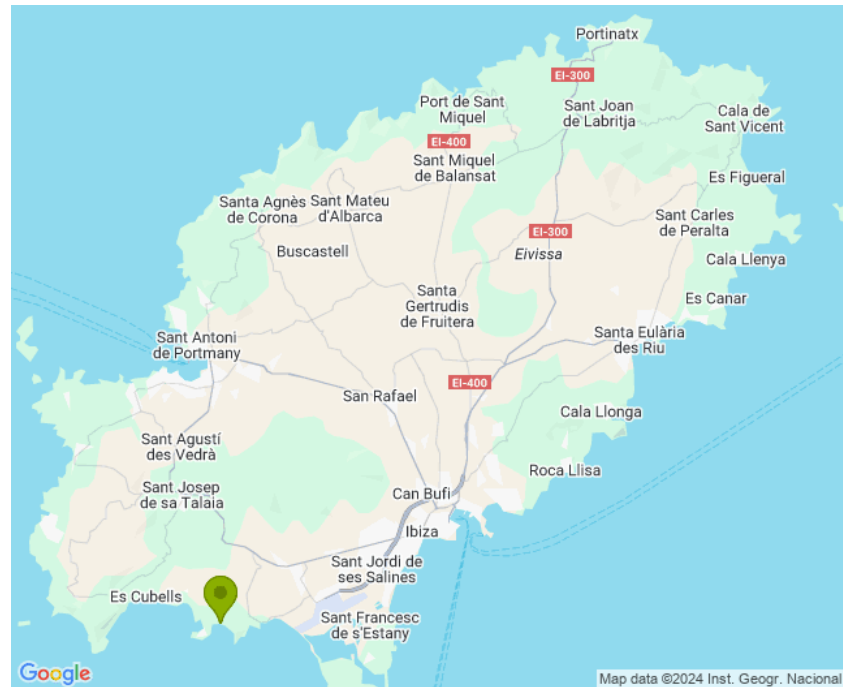 Portinatx
EI-300
Port de Sant
Miquel
Sant Joan
de Labritja
Cala de
Sant Vicent
EI-400
Sant Miquel
de Balansat
Es Figueral
Santa Agnès
de Corona
Sant Mateu
d'Albarca
Sant Carles
de Peralta
EI-300
Buscastell
Eivissa
Cala Llenya
Santa
Gertrudis
de Fruitera
Es Canar
Sant Antoni
de Portmany
Santa Eulària
des Riu
EI-400
San Rafael
Cala Llonga
Sant Agustí
des Vedrà
Roca Llisa
Sant Josep
de sa Talaia
Can Bufi
Ibiza
Sant Jordi de
ses Salines
Es Cubells
Sant Francesc
de s'Estany
Google
Map data ©2024 Inst. Geogr. Nacional